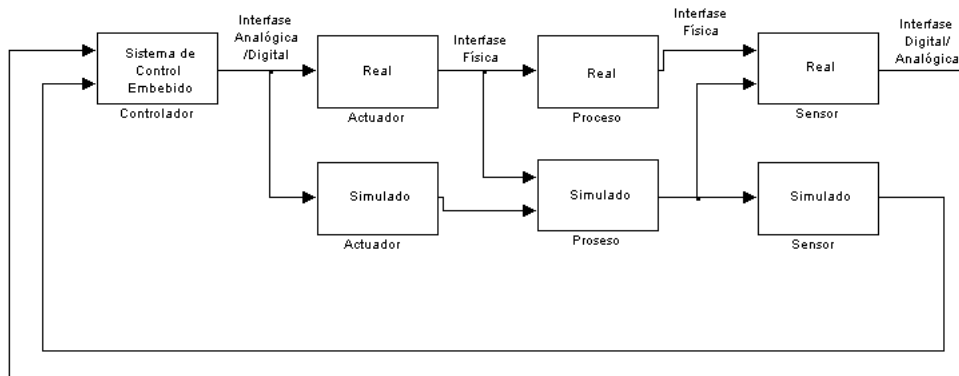 Interfase
Analógica
/Digital
Interfase
Física
Interfase
Física
Interfase
Digital/
Analógica
Sistema de
Control
Embebido
Controlador
Real
Actuador
Real
Proceso
Real
Sensor
Simulado
Actuador
Simulado
Proseso
Simulado
Sensor